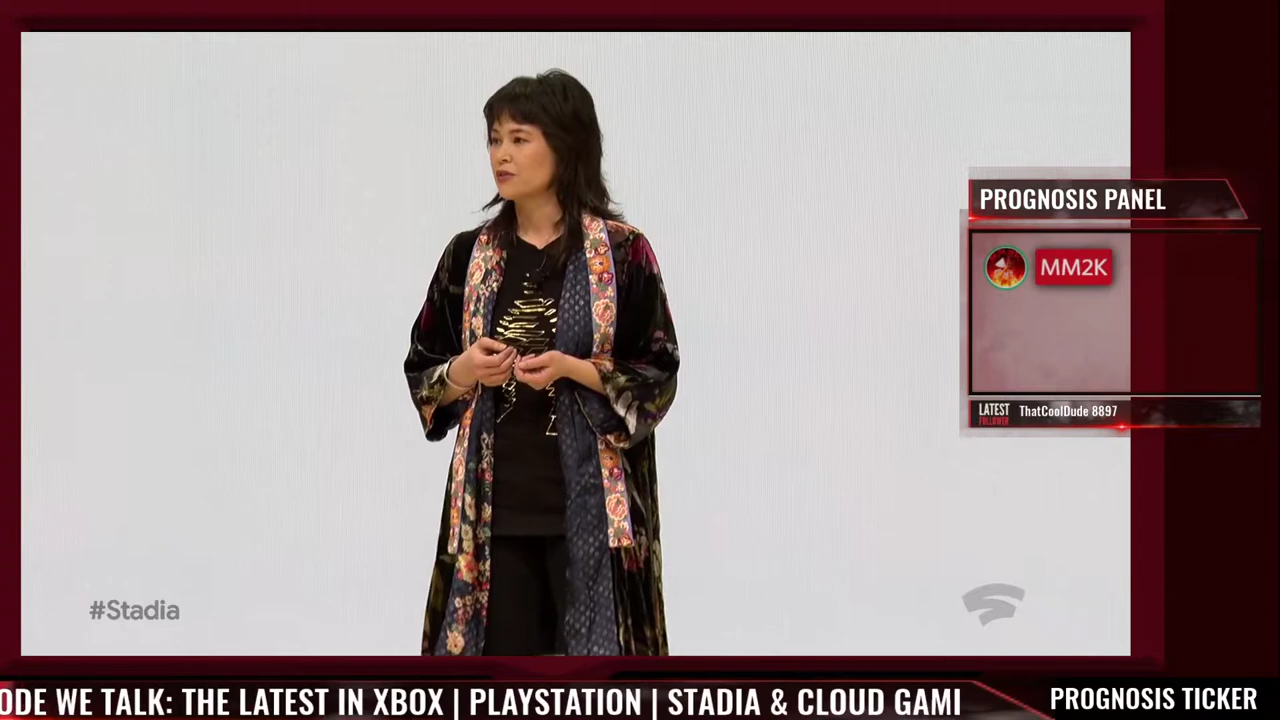 PROGNOSIS PANEL
MM2K
LATEST
FOLLOWER
ThatCoolDude 8897
#Stadia
ODE WE TALK: THE LATEST IN XBOX | PLAYSTATION | STADIA & CLOUD GAMI
PROGNOSIS TICKER